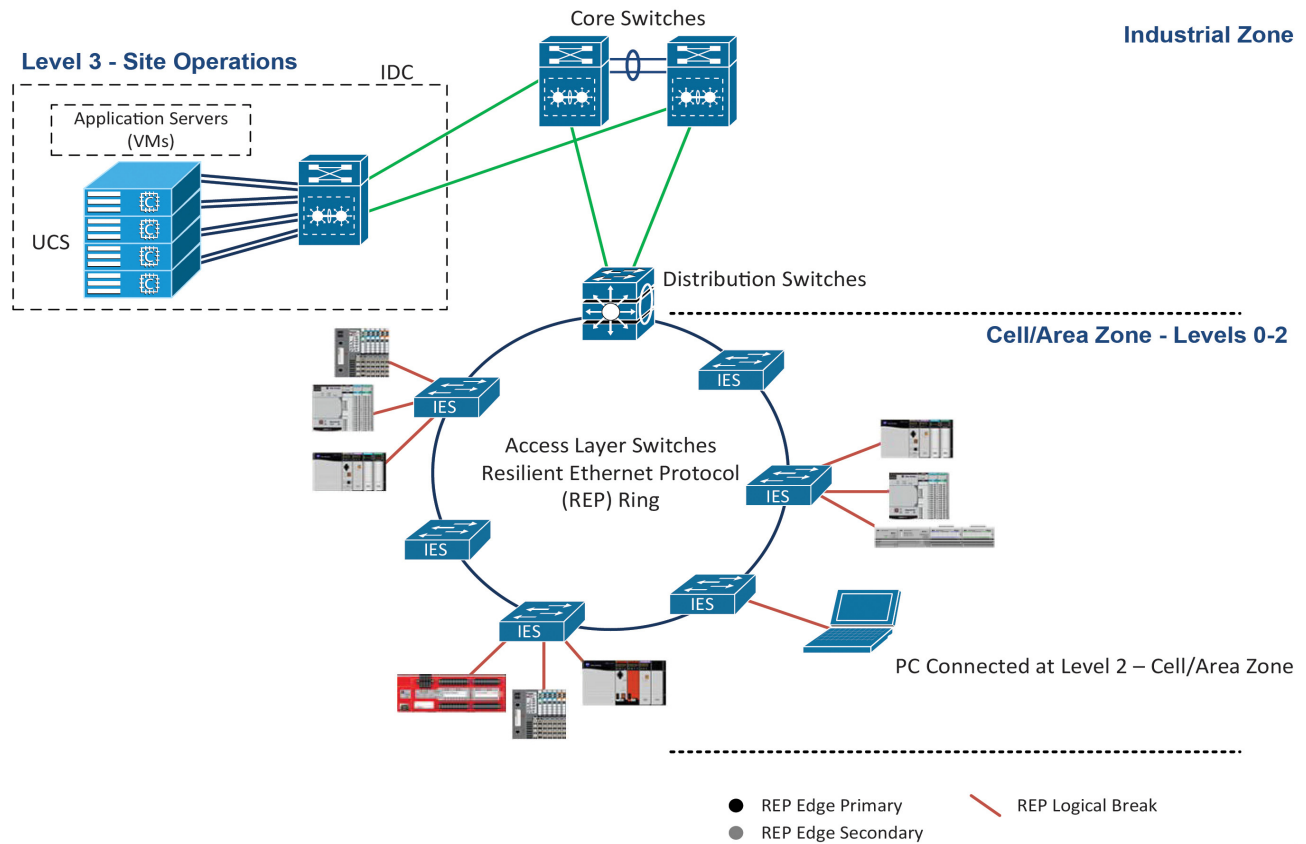 Core Switches
Industrial Zone
Level 3 - Site Operations
IDC
Application Servers
(VMs)
UCS
C
C
C
C
Distribution Switches
Cell/Area Zone - Levels 0-2
IES
IES
Access Layer Switches
Resilient Ethernet Protocol
(REP) Ring
IES
IES
IES
IES
PC Connected at Level 2 – Cell/Area Zone
REP Edge Primary
REP Logical Break
REP Edge Secondary